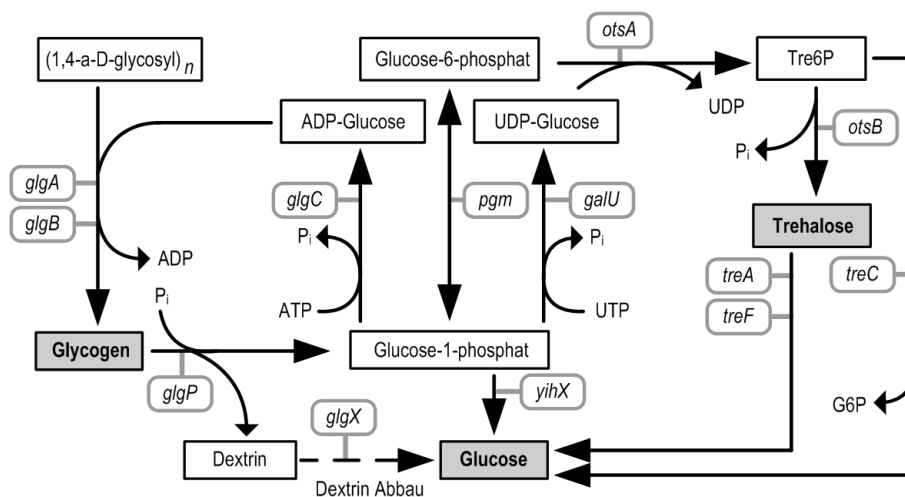 otsA
(1,4-a-D-glycosyl)n
Glucose-6-phosphat
Tre6P
UDP
ADP-Glucose
UDP-Glucose
otsB
Pi
glgA
glgC
pgm
galU
glgB
Trehalose
Pi
Pi
ADP
treA
treC
Pi
ATP
UTP
treF
Glycogen
Glucose-1-phosphat
glgP
yihX
G6P
glgX
Dextrin
Glucose
Dextrin Abbau